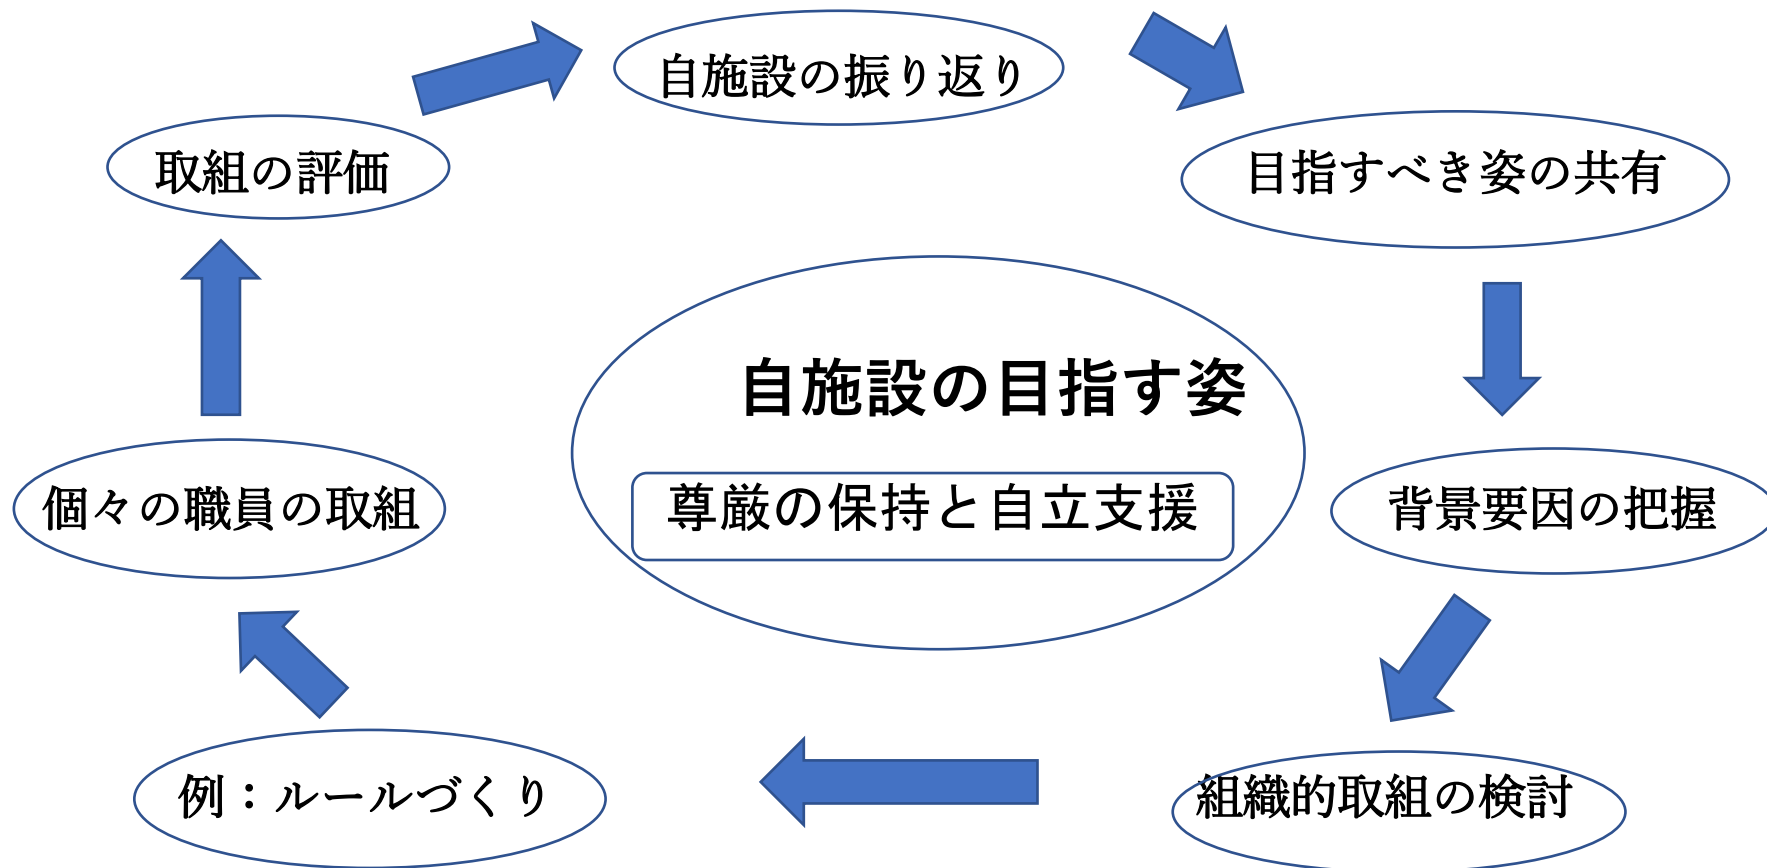 自施設の振り返り
目指すべき姿の共有
背景要因の把握
組織的取組の検討
例：ルールづくり
個々の職員の取組
取組の評価
自施設の目指す姿
尊厳の保持と自立支援